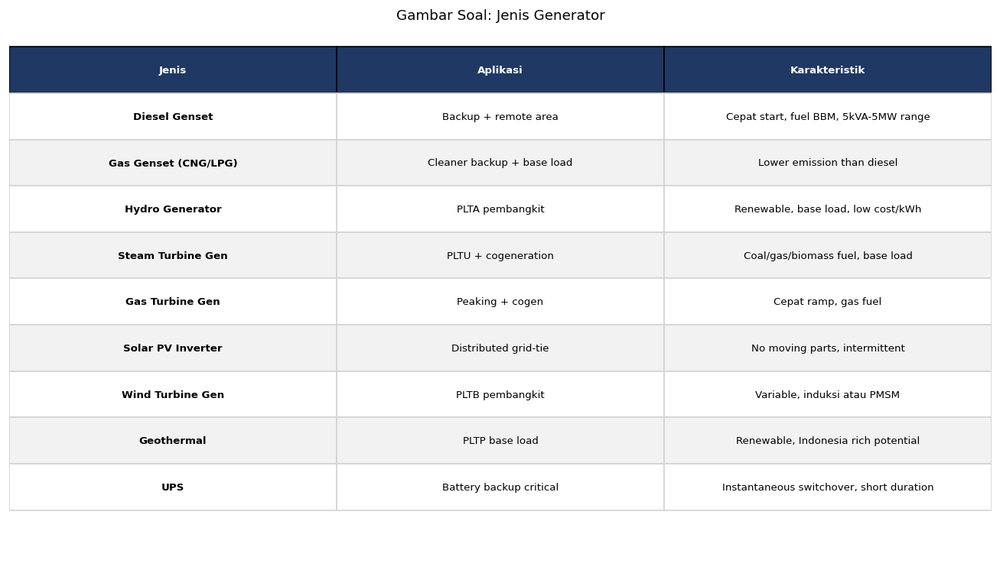 Gambar Soal: Jenis Generator
Jenis Aplikasi Karakteristik
Diesel Genset Backup + remote area Cepat start, fuel BBM, 5kVA-5MW range
Gas Genset (CNG/LPG) Cleaner backup + base load Lower emission than diesel
Hydro Generator PLTA pembangkit Renewable, base load, low cost/kWh
Steam Turbine Gen PLTU + cogeneration Coal/gas/biomass fuel, base load
Gas Turbine Gen Peaking + cogen Cepat ramp, gas fuel
Solar PV Inverter Distributed grid-tie No moving parts, intermittent
Wind Turbine Gen PLTB pembangkit Variable, induksi atau PMSM
Geothermal PLTP base load Renewable, Indonesia rich potential
UPS Battery backup critical Instantaneous switchover, short duration